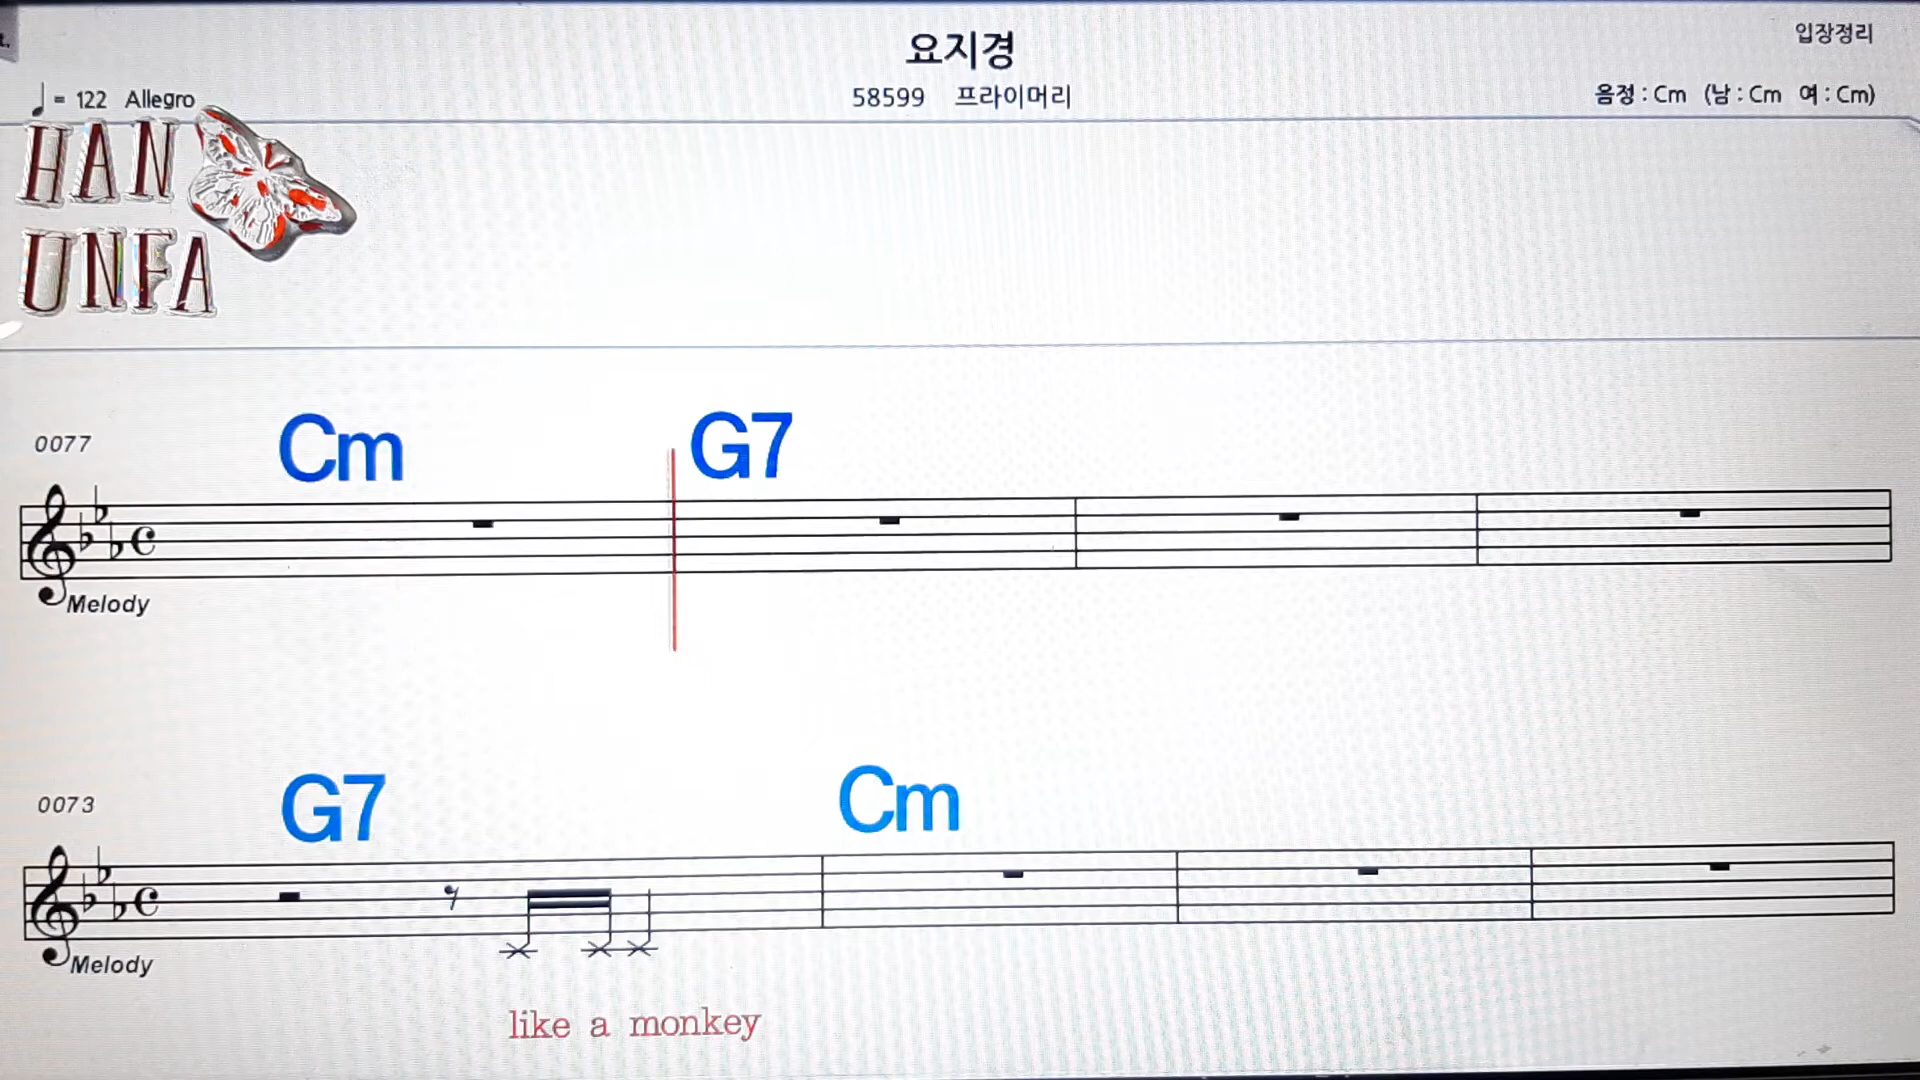 입장정리
요지경
♩= 122 Allegro
58599 프라이머리
음정 : Cm (남 : Cm 여 : Cm)
HAN
UNFA
0077
Cm G7
Melody
0073
G7 Cm
Melody
like a monkey